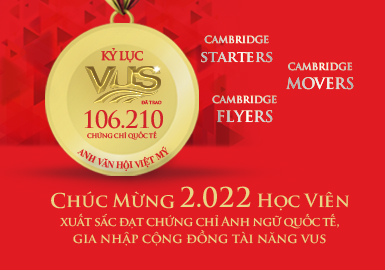 KỶ LỤC
VUS
ĐÃ TRAO
106.210
CHỨNG CHỈ QUỐC TẾ
ANH VĂN HỘI VIỆT MỸ
CAMBRIDGE
STARTERS
CAMBRIDGE
MOVERS
CAMBRIDGE
FLYERS
CHÚC MỪNG 2.022 HỌC VIÊN
XUẤT SẮC ĐẠT CHỨNG CHỈ ANH NGỮ QUỐC TẾ,
GIA NHẬP CỘNG ĐỒNG TÀI NĂNG VUS